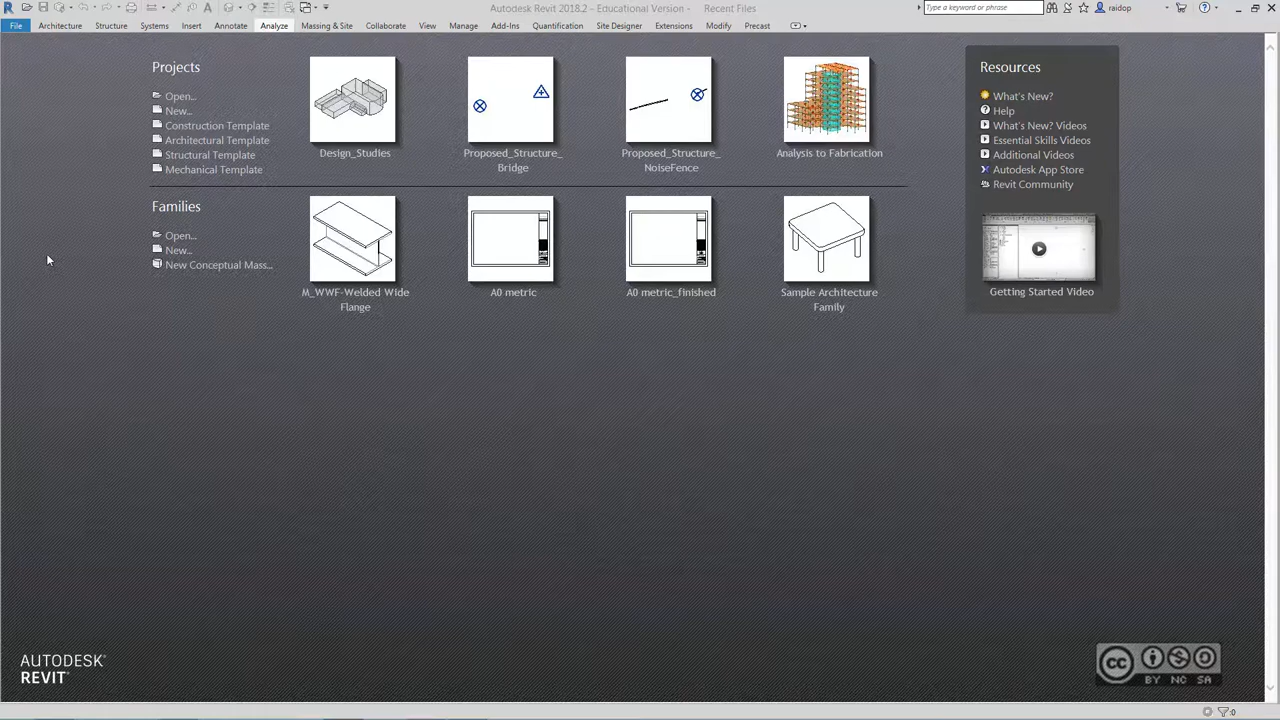 Autodesk Revit 2018.2 - Educational Version - Recent Files
Type a keyword or phrase
raidop
File Architecture Structure Systems Insert Annotate Analyze Massing & Site Collaborate View Manage Add-Ins Quantification Site Designer Extensions Modify Precast
Projects
Open...
New...
Construction Template
Architectural Template
Structural Template
Mechanical Template
Design_Studies
Proposed_Structure_
Bridge
Proposed_Structure_
NoiseFence
Analysis to Fabrication
Families
Open...
New...
New Conceptual Mass...
M_WWF-Welded Wide
Flange
A0 metric
A0 metric_finished
Sample Architecture
Family
Resources
What's New?
Help
What's New? Videos
Essential Skills Videos
Additional Videos
Autodesk App Store
Revit Community
Getting Started Video
AUTODESK®
REVIT®
cc
BY NC SA
:0